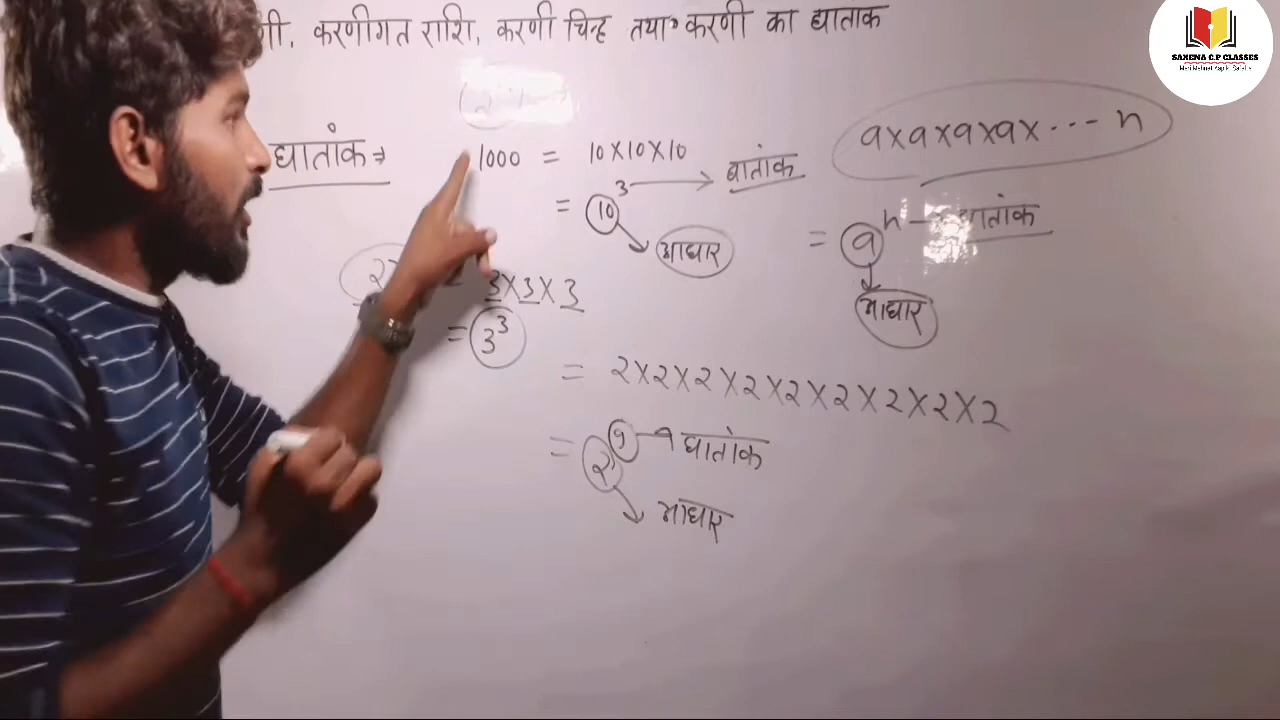 करणीगत राशि, करणी चिन्ह तथा करणी का घातांक
SAXENA C.P CLASSES
घातांक ⇒ 1000 = 10×10×10
a×a×a×a×··· n
= 10³ → घातांक
आधार
= aⁿ → घातांक
आधार
3×3×3
= 3³
= 2×2×2×2×2×2×2×2×2
= 2⁹ → घातांक
आधार